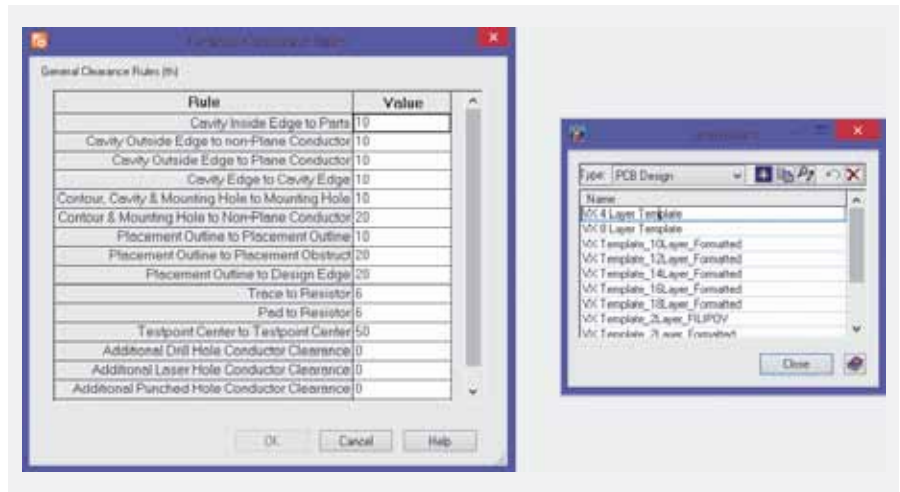 General Clearance Rules (th)
Rule Value
Cavity Inside Edge to Parts 10
Cavity Outside Edge to non-Plane Conductor 10
Cavity Outside Edge to Plane Conductor 10
Cavity Edge to Cavity Edge 10
Contour, Cavity & Mounting Hole to Mounting Hole 10
Contour & Mounting Hole to Non-Plane Conductor 20
Placement Outline to Placement Outline 10
Placement Outline to Placement Obstruct 20
Placement Outline to Design Edge 20
Trace to Resistor 6
Pad to Resistor 6
Testpoint Center to Testpoint Center 50
Additional Drill Hole Conductor Clearance 0
Additional Laser Hole Conductor Clearance 0
Additional Punched Hole Conductor Clearance 0
OK Cancel Help
Type: PCB Design
Name
VX 4 Layer Template
VX 8 Layer Template
VX Template_10Layer_Formatted
VX Template_12Layer_Formatted
VX Template_14Layer_Formatted
VX Template_16Layer_Formatted
VX Template_18Layer_Formatted
VX Template_2Layer_FILIPOV
VX Template_2Layer_Formatted
Close